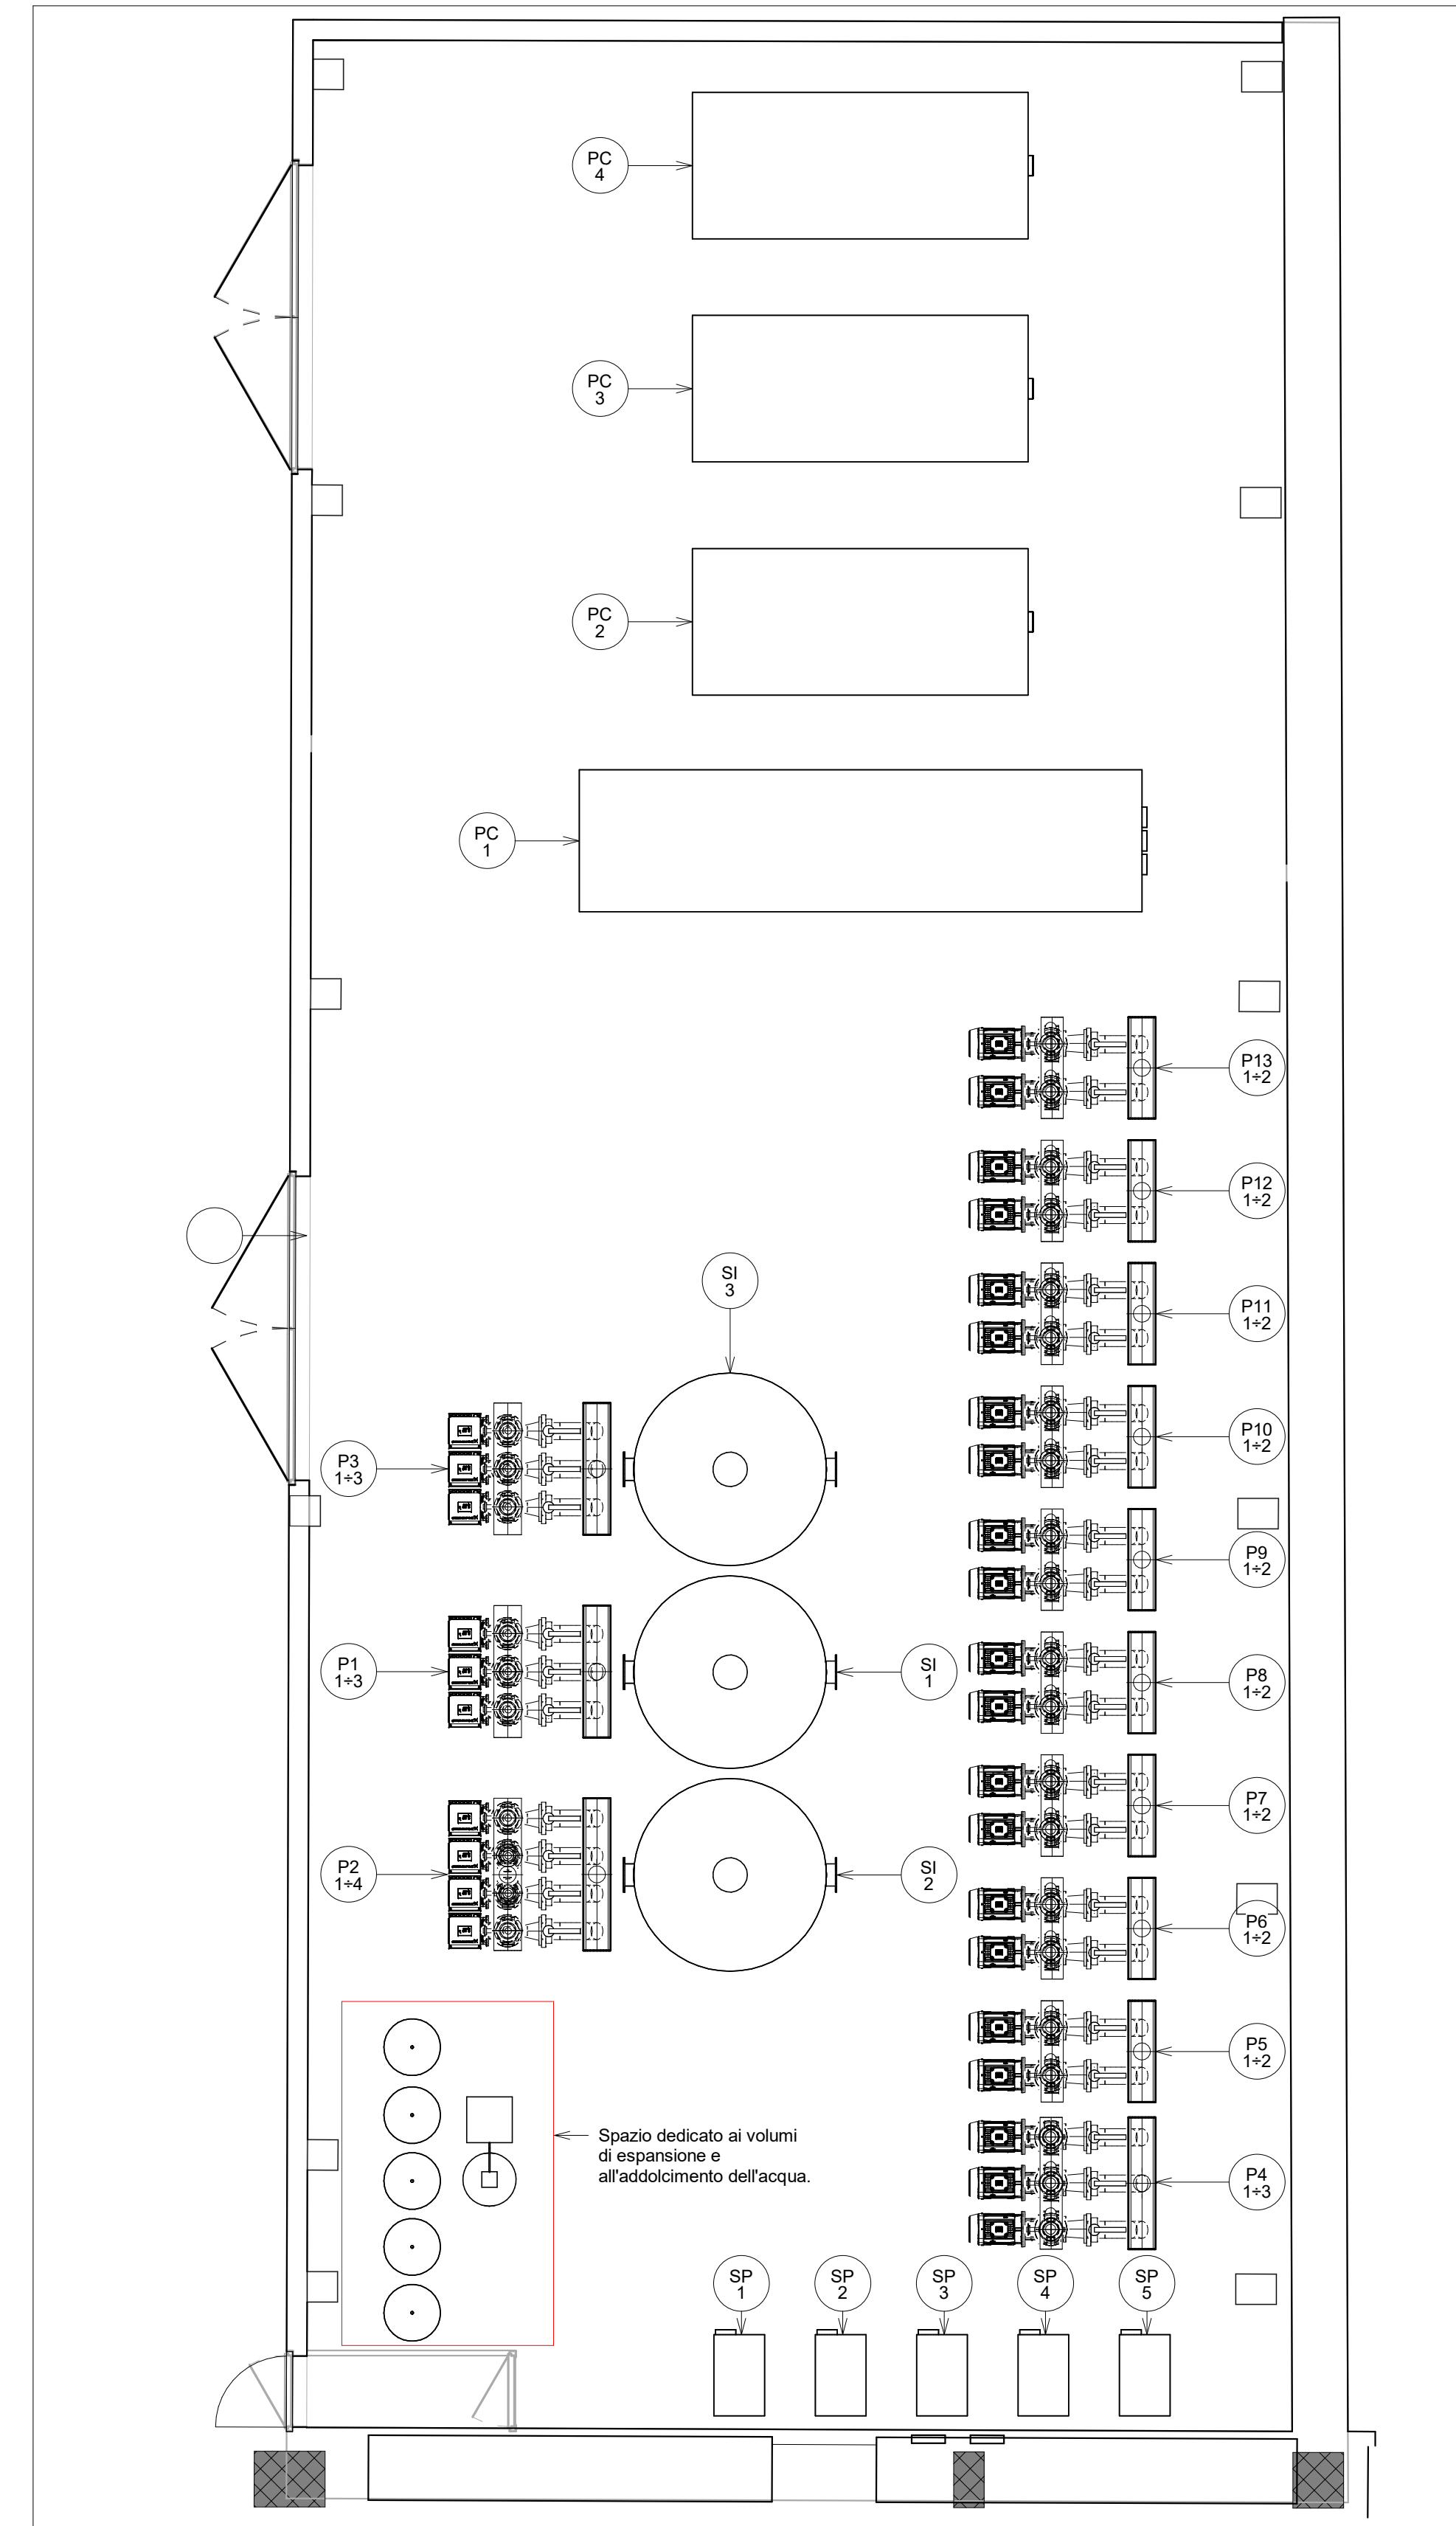 PC
4
PC
3
PC
2
PC
1
P13
1÷2
P12
1÷2
SI
3
P11
1÷2
P10
1÷2
P3
1÷3
P9
1÷2
P1
1÷3
SI
1
P8
1÷2
P7
1÷2
P2
1÷4
SI
2
P6
1÷2
P5
1÷2
Spazio dedicato ai volumi
di espansione e
all'addolcimento dell'acqua.
P4
1÷3
SP
1
SP
2
SP
3
SP
4
SP
5